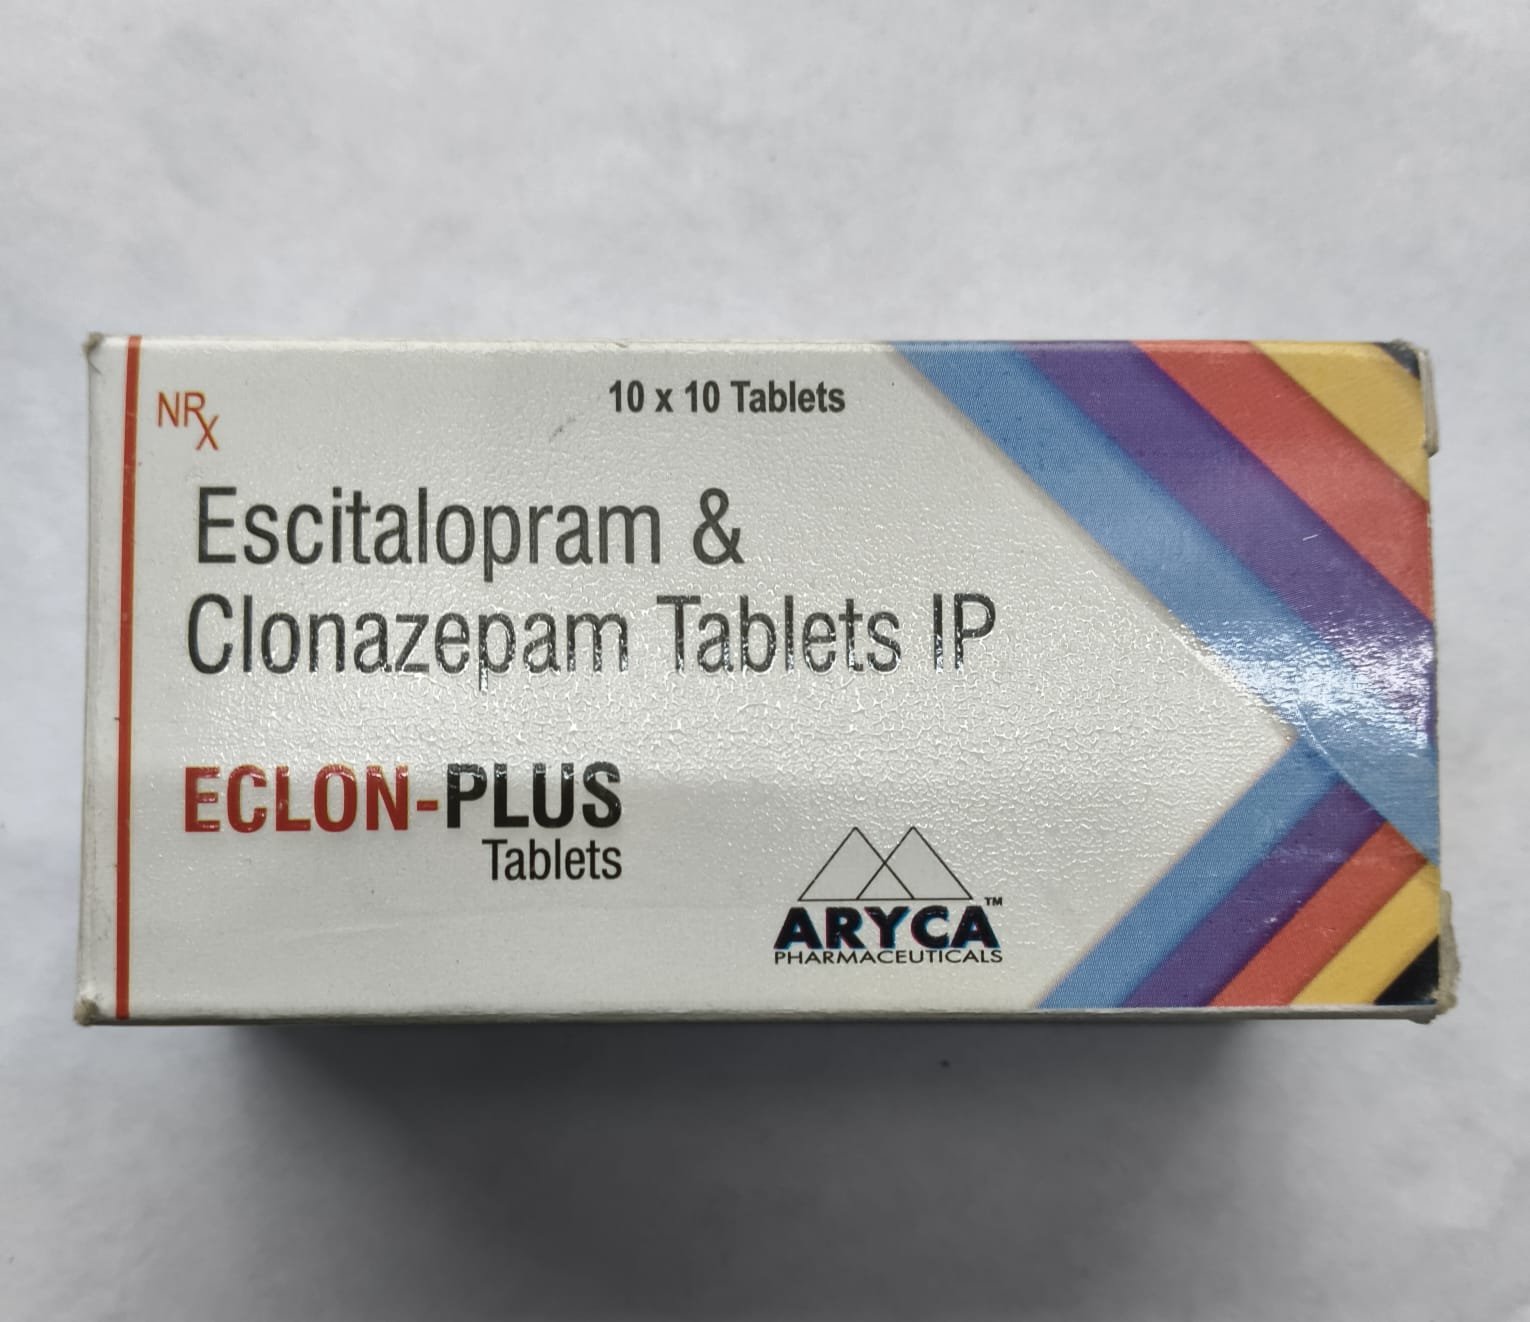 NRx
10 x 10 Tablets
Escitalopram &
Clonazepam Tablets IP
ECLON-PLUS
Tablets
ARYCA™
PHARMACEUTICALS